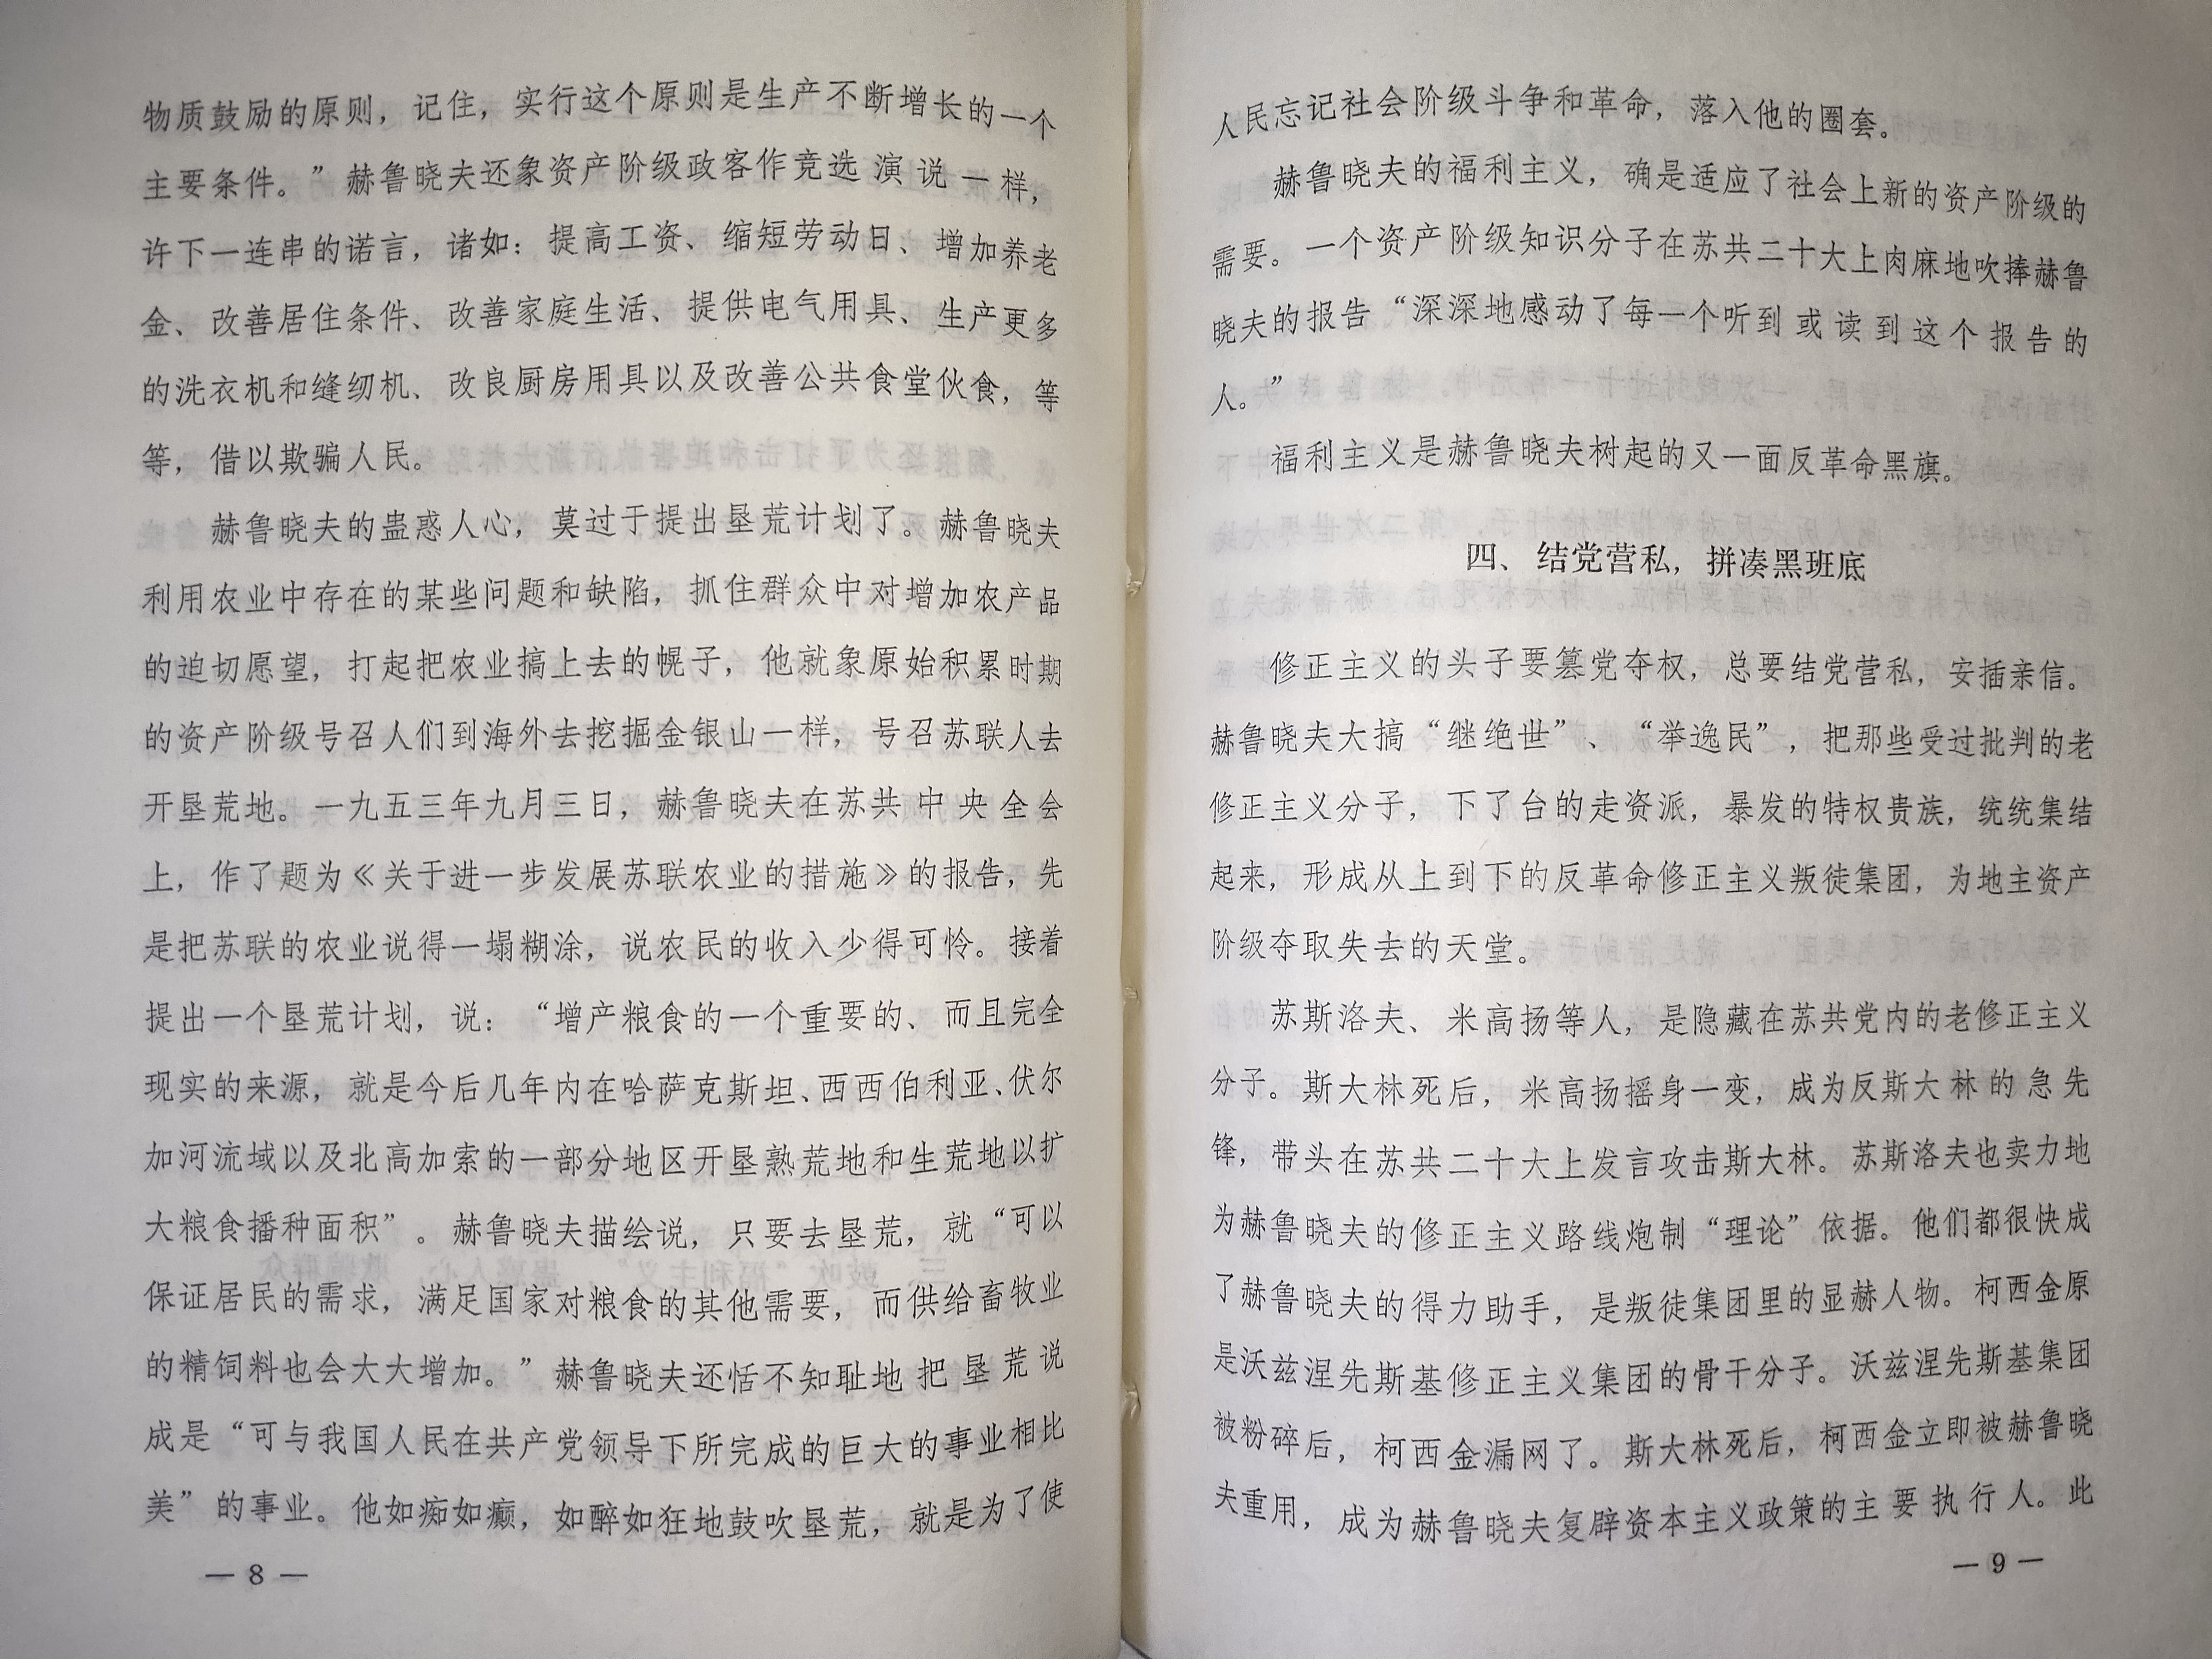 物质鼓励的原则，记住，实行这个原则是生产不断增长的一个
主要条件。”赫鲁晓夫还象资产阶级政客作竞选演说一样，
许下一连串的诺言，诸如：提高工资、缩短劳动日、增加养老
金、改善居住条件、改善家庭生活、提供电气用具、生产更多
的洗衣机和缝纫机、改良厨房用具以及改善公共食堂伙食，等
等，借以欺骗人民。
赫鲁晓夫的蛊惑人心，莫过于提出垦荒计划了。赫鲁晓夫
利用农业中存在的某些问题和缺陷，抓住群众中对增加农产品
的迫切愿望，打起把农业搞上去的幌子，他就象原始积累时期
的资产阶级号召人们到海外去挖掘金银山一样，号召苏联人去
开垦荒地。一九五三年九月三日，赫鲁晓夫在苏共中央全会
上，作了题为《关于进一步发展苏联农业的措施》的报告，先
是把苏联的农业说得一塌糊涂，说农民的收入少得可怜。接着
提出一个垦荒计划，说：“增产粮食的一个重要的、而且完全
现实的来源，就是今后几年内在哈萨克斯坦、西西伯利亚、伏尔
加河流域以及北高加索的一部分地区开垦熟荒地和生荒地以扩
大粮食播种面积”。赫鲁晓夫描绘说，只要去垦荒，就“可以
保证居民的需求，满足国家对粮食的其他需要，而供给畜牧业
的精饲料也会大大增加。”赫鲁晓夫还恬不知耻地把垦荒说
成是“可与我国人民在共产党领导下所完成的巨大的事业相比
美”的事业。他如痴如癫，如醉如狂地鼓吹垦荒，就是为了使
— 8 —
人民忘记社会阶级斗争和革命，落入他的圈套。
赫鲁晓夫的福利主义，确是适应了社会上新的资产阶级的
需要。一个资产阶级知识分子在苏共二十大上肉麻地吹捧赫鲁
晓夫的报告“深深地感动了每一个听到或读到这个报告的
人。”
福利主义是赫鲁晓夫树起的又一面反革命黑旗。
四、结党营私，拼凑黑班底
修正主义的头子要篡党夺权，总要结党营私，安插亲信。
赫鲁晓夫大搞“继绝世”、“举逸民”，把那些受过批判的老
修正主义分子，下了台的走资派，暴发的特权贵族，统统集结
起来，形成从上到下的反革命修正主义叛徒集团，为地主资产
阶级夺取失去的天堂。
苏斯洛夫、米高扬等人，是隐藏在苏共党内的老修正主义
分子。斯大林死后，米高扬摇身一变，成为反斯大林的急先
锋，带头在苏共二十大上发言攻击斯大林。苏斯洛夫也卖力地
为赫鲁晓夫的修正主义路线炮制“理论”依据。他们都很快成
了赫鲁晓夫的得力助手，是叛徒集团里的显赫人物。柯西金原
是沃兹涅先斯基修正主义集团的骨干分子。沃兹涅先斯基集团
被粉碎后，柯西金漏网了。斯大林死后，柯西金立即被赫鲁晓
夫重用，成为赫鲁晓夫复辟资本主义政策的主要执行人。此
— 9 —